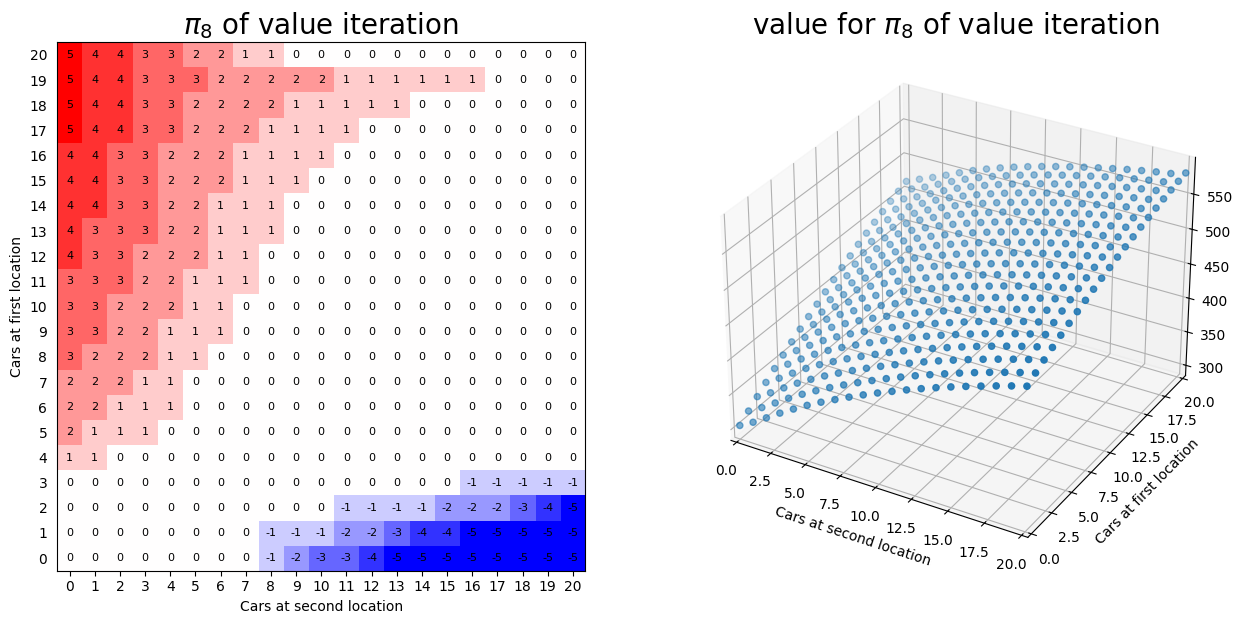 π8 of value iteration
20 5 4 4 3 3 2 2 1 1 0 0 0 0 0 0 0 0 0 0 0 0
19 5 4 4 3 3 3 2 2 2 2 2 1 1 1 1 1 1 0 0 0 0
18 5 4 4 3 3 2 2 2 2 1 1 1 1 1 0 0 0 0 0 0 0
17 5 4 4 3 3 2 2 2 1 1 1 1 0 0 0 0 0 0 0 0 0
16 4 4 3 3 2 2 2 1 1 1 1 0 0 0 0 0 0 0 0 0 0
15 4 4 3 3 2 2 2 1 1 1 0 0 0 0 0 0 0 0 0 0 0
14 4 4 3 3 2 2 1 1 1 0 0 0 0 0 0 0 0 0 0 0 0
13 4 3 3 3 2 2 1 1 1 0 0 0 0 0 0 0 0 0 0 0 0
12 4 3 3 2 2 2 1 1 0 0 0 0 0 0 0 0 0 0 0 0 0
11 3 3 3 2 2 1 1 1 0 0 0 0 0 0 0 0 0 0 0 0 0
10 3 3 2 2 2 1 1 0 0 0 0 0 0 0 0 0 0 0 0 0 0
9 3 3 2 2 1 1 1 0 0 0 0 0 0 0 0 0 0 0 0 0 0
8 3 2 2 2 1 1 0 0 0 0 0 0 0 0 0 0 0 0 0 0 0
7 2 2 2 1 1 0 0 0 0 0 0 0 0 0 0 0 0 0 0 0 0
6 2 2 1 1 1 0 0 0 0 0 0 0 0 0 0 0 0 0 0 0 0
5 2 1 1 1 0 0 0 0 0 0 0 0 0 0 0 0 0 0 0 0 0
4 1 1 0 0 0 0 0 0 0 0 0 0 0 0 0 0 0 0 0 0 0
3 0 0 0 0 0 0 0 0 0 0 0 0 0 0 0 0 -1 -1 -1 -1 -1
2 0 0 0 0 0 0 0 0 0 0 0 -1 -1 -1 -1 -2 -2 -2 -3 -4 -5
1 0 0 0 0 0 0 0 0 -1 -1 -1 -2 -2 -3 -4 -4 -5 -5 -5 -5 -5
0 0 0 0 0 0 0 0 0 -1 -2 -3 -3 -4 -5 -5 -5 -5 -5 -5 -5 -5
0 1 2 3 4 5 6 7 8 9 10 11 12 13 14 15 16 17 18 19 20
Cars at second location
Cars at first location
value for π8 of value iteration
550
500
450
400
350
300
0.0 2.5 5.0 7.5 10.0 12.5 15.0 17.5 20.0
Cars at second location
0.0 2.5 5.0 7.5 10.0 12.5 15.0 17.5 20.0
Cars at first location